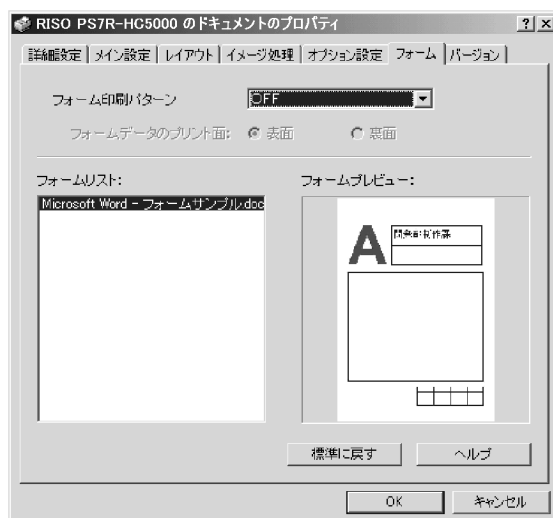 RISO PS7R-HC5000 のドキュメントのプロパティ
詳細設定 メイン設定 レイアウト イメージ処理 オプション設定 フォーム バージョン
フォーム印刷パターン OFF
フォームデータのプリント面: 表面 裏面
フォームリスト: フォームプレビュー:
Microsoft Word - フォームサンプル.doc
A
標準に戻す ヘルプ
OK キャンセル